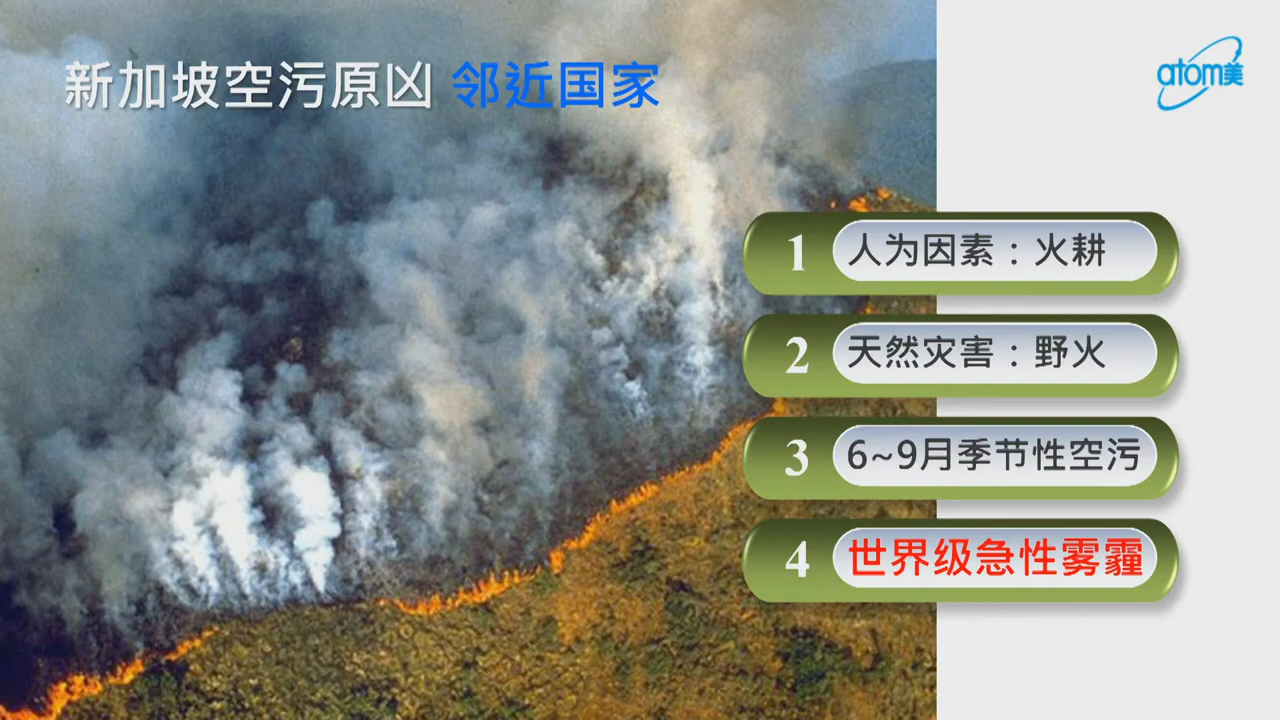 新加坡空污原凶 邻近国家
atom美
1 人为因素：火耕
2 天然灾害：野火
3 6~9月季节性空污
4 世界级急性雾霾